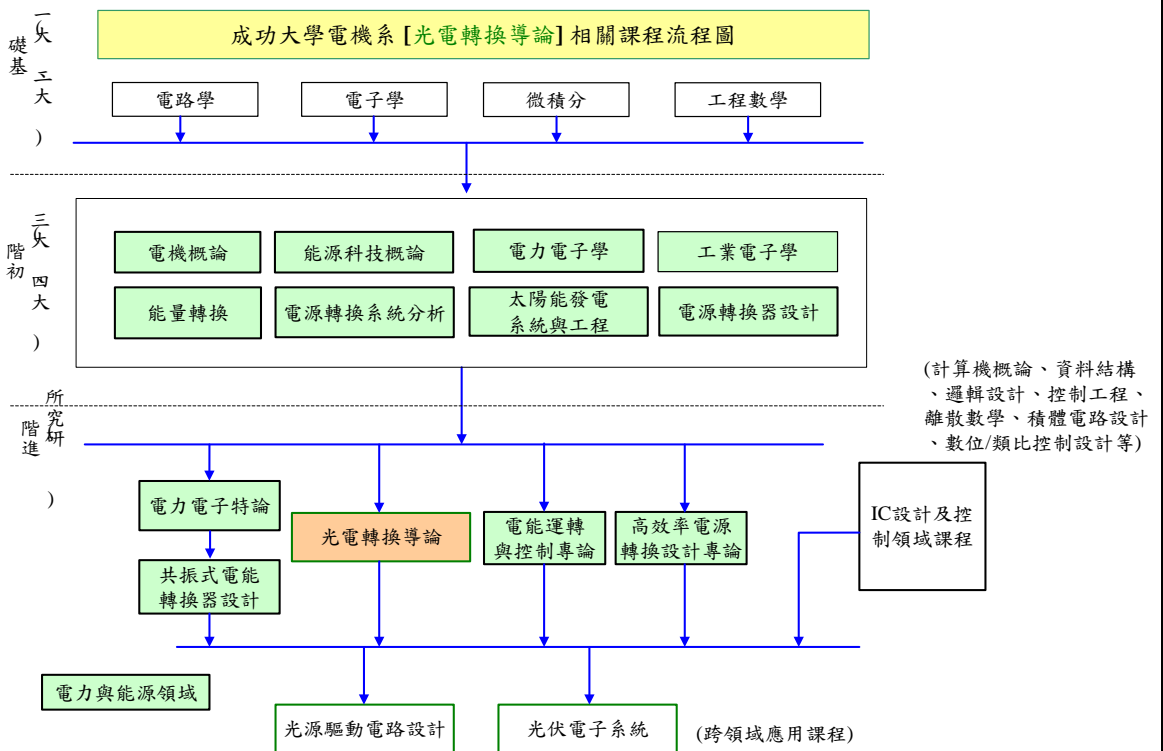 成功大學電機系 [光電轉換導論] 相關課程流程圖
基礎
(大一
大二
)
電路學
電子學
微積分
工程數學
初階
(大三
大四
)
電機概論
能源科技概論
電力電子學
工業電子學
能量轉換
電源轉換系統分析
太陽能發電
系統與工程
電源轉換器設計
進階
研究所
)
(計算機概論、資料結構
、邏輯設計、控制工程、
離散數學、積體電路設計
、數位/類比控制設計等)
電力電子特論
光電轉換導論
電能運轉
與控制專論
高效率電源
轉換設計專論
IC設計及控
制領域課程
共振式電能
轉換器設計
電力與能源領域
光源驅動電路設計
光伏電子系統
(跨領域應用課程)